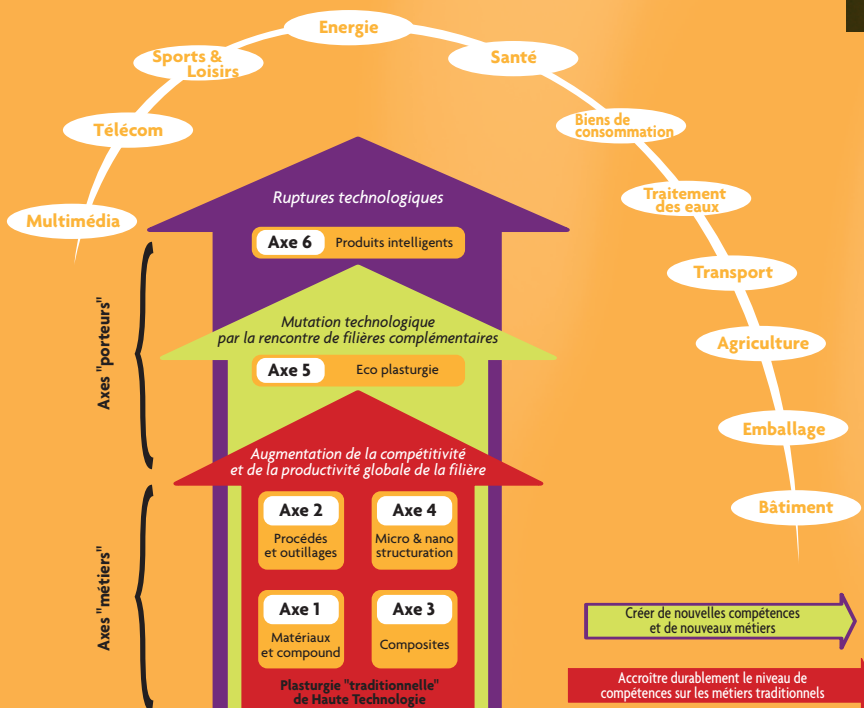 Energie
Sports &
Loisirs
Santé
Télécom
Biens de
consommation
Multimédia
Traitement
des eaux
Transport
Agriculture
Emballage
Bâtiment
Ruptures technologiques
Axe 6 Produits intelligents
Mutation technologique
par la rencontre de filières complémentaires
Axe 5 Eco plasturgie
Axes "porteurs"
Augmentation de la compétitivité
et de la productivité globale de la filière
Axe 2
Procédés
et outillages
Axe 4
Micro & nano
structuration
Axes "métiers"
Axe 1
Matériaux
et compound
Axe 3
Composites
Plasturgie "traditionnelle"
de Haute Technologie
Créer de nouvelles compétences
et de nouveaux métiers
Accroître durablement le niveau de
compétences sur les métiers traditionnels